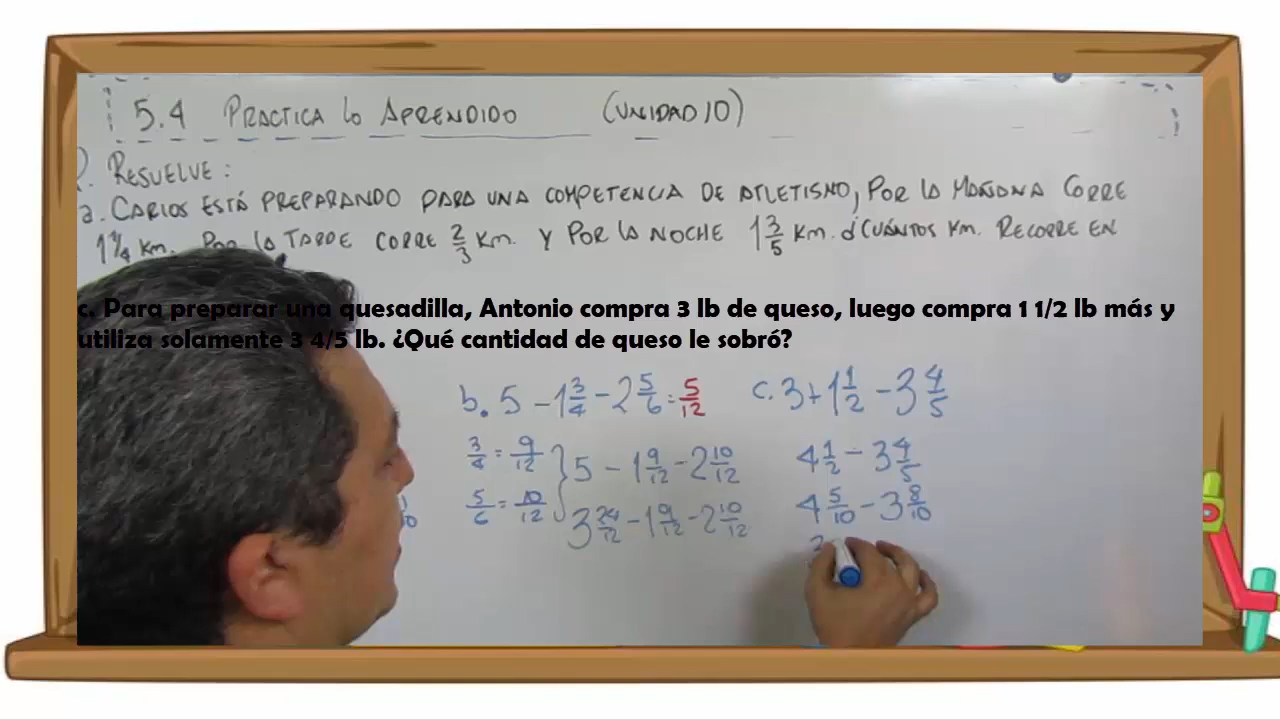 5.4 PRACTICA LO APRENDIDO (UNIDAD 10)
RESUELVE:
a. CARLOS ESTÁ PREPARANDO PARA UNA COMPETENCIA DE ATLETISMO, POR LA MAÑANA CORRE
1 1/4 KM. POR LA TARDE CORRE 2/3 KM. Y POR LA NOCHE 1 3/5 KM. ¿CUÁNTOS KM. RECORRE EN
c. Para preparar una quesadilla, Antonio compra 3 lb de queso, luego compra 1 1/2 lb más y
utiliza solamente 3 4/5 lb. ¿Qué cantidad de queso le sobró?
b. 5 - 1 3/4 - 2 5/6 = 5/12
3/4 = 9/12 } 5 - 1 9/12 - 2 10/12
5/6 = 10/12 3 24/12 - 1 9/12 - 2 10/12
c. 3 + 1 1/2 - 3 4/5
4 1/2 - 3 4/5
4 5/10 - 3 8/10